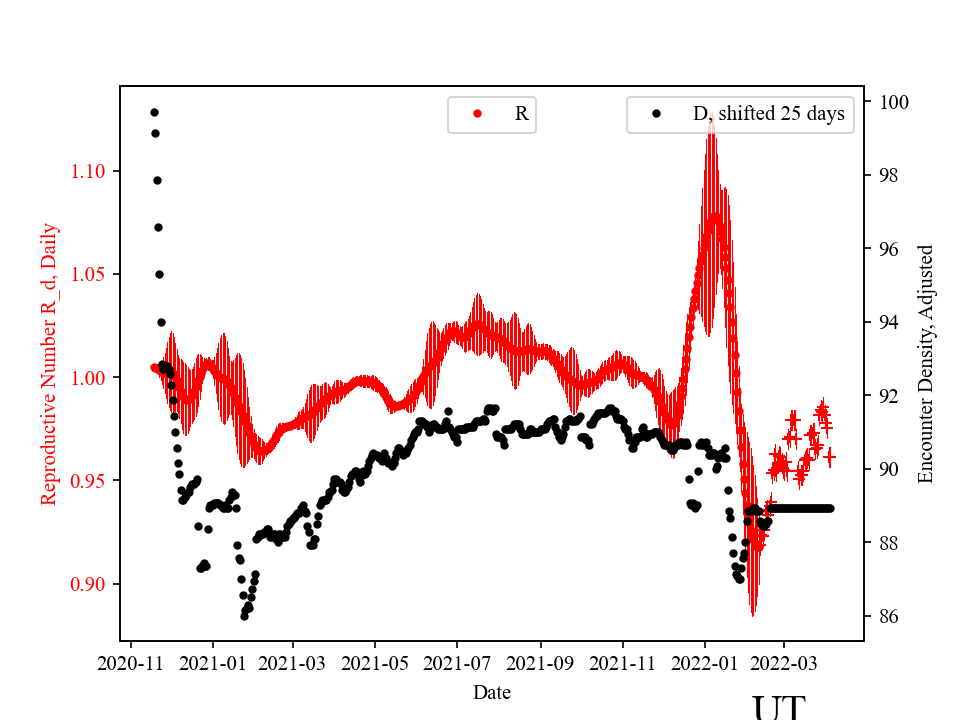 R
D, shifted 25 days
Reproductive Number R_d, Daily
1.10
1.05
1.00
0.95
0.90
100
98
96
94
92
90
88
86
Encounter Density, Adjusted
2020-11 2021-01 2021-03 2021-05 2021-07 2021-09 2021-11 2022-01 2022-03
Date
UT